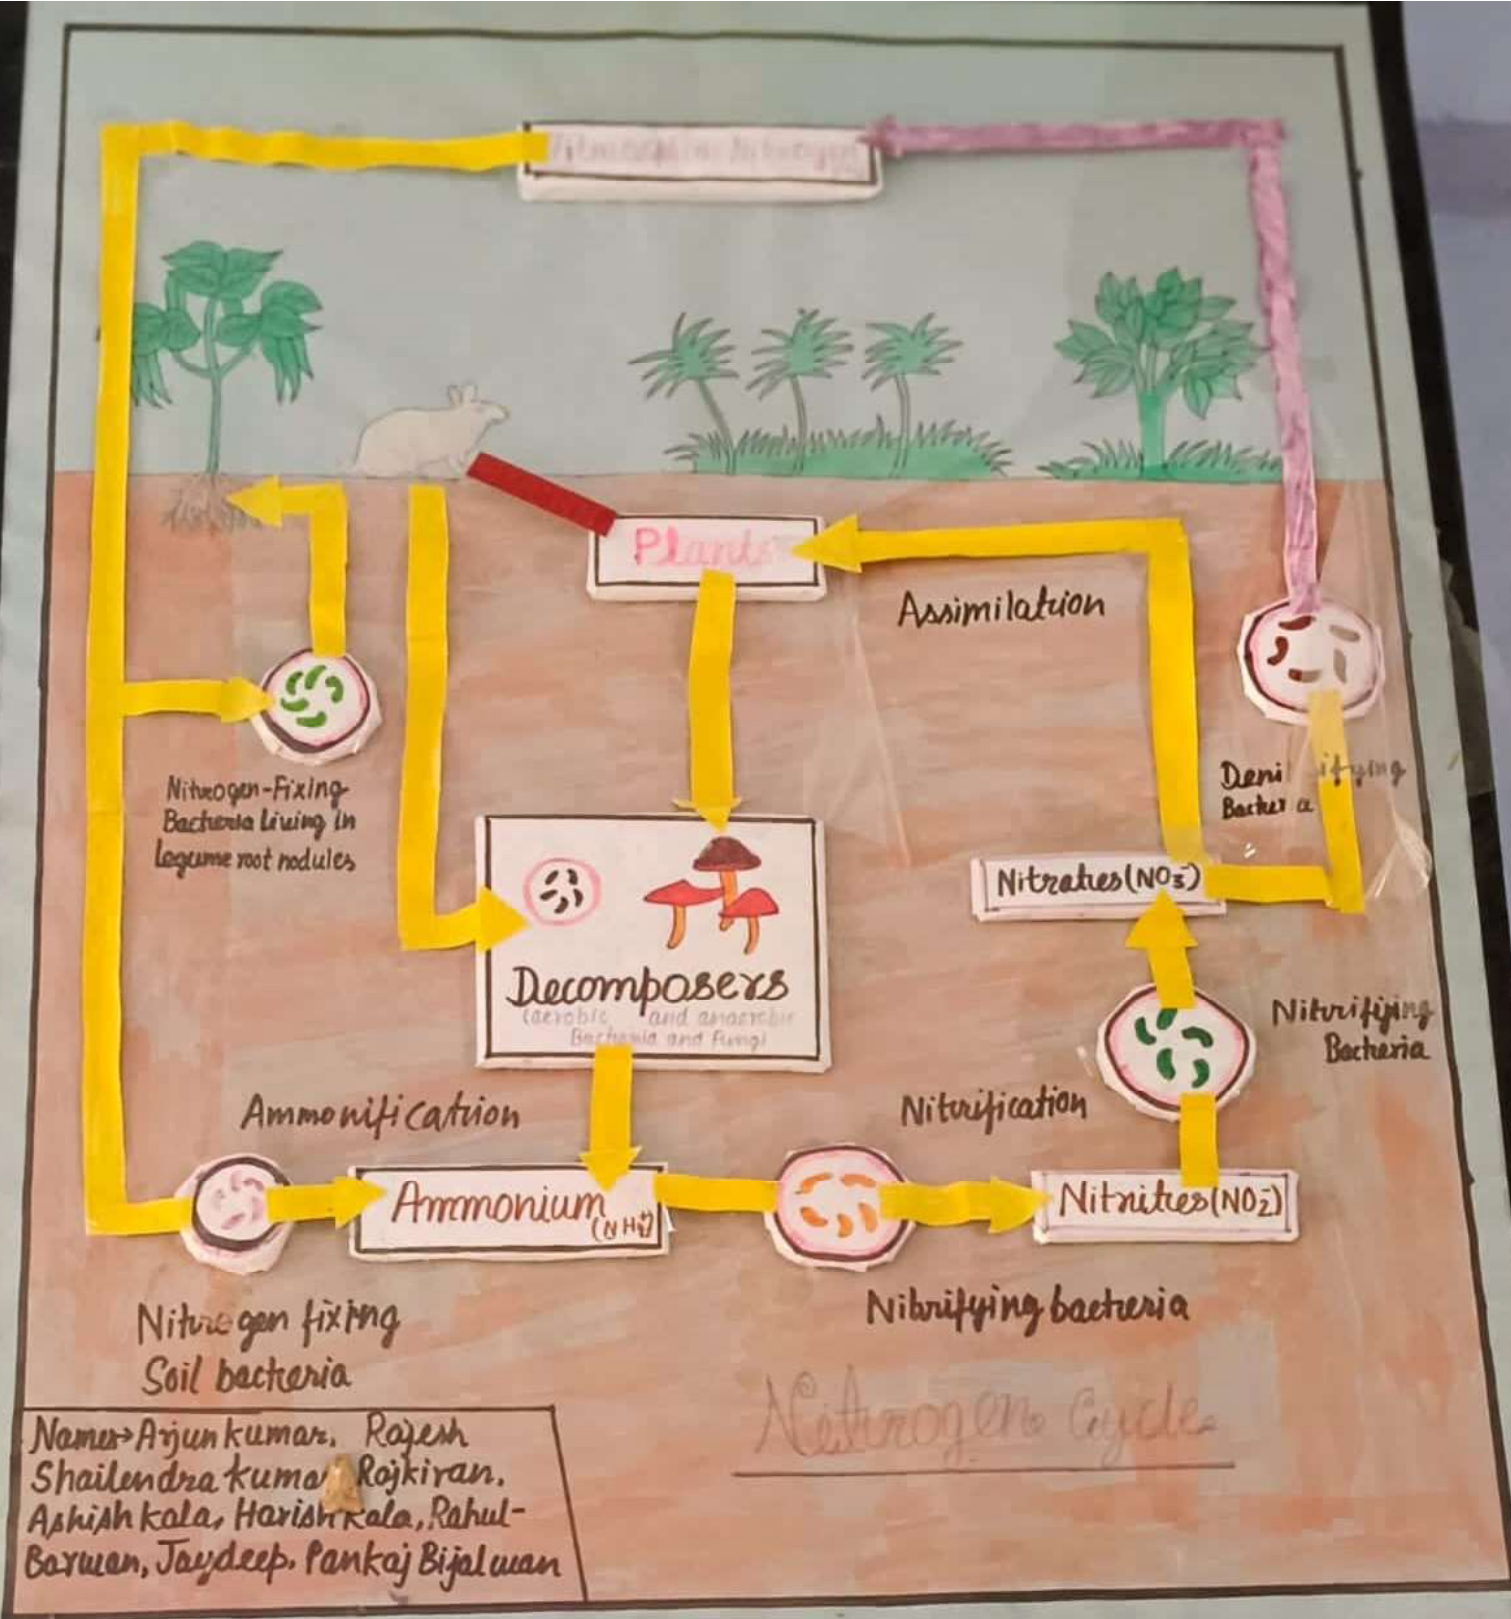 Plants
Assimilation
Nitrogen-Fixing
Bacteria Living in
Legume root nodules
Denitrifying
Bacteria
Nitrates (NO3-)
Decomposers
(aerobic and anaerobic
Bacteria and Fungi
Nitrifying
Bacteria
Ammonification
Nitrification
Ammonium
(NH4+)
Nitrites (NO2-)
Nitrogen fixing
Soil bacteria
Nitrifying bacteria
Nitrogen Cycle
Names→ Arjun kumar, Rajesh
Shailendra kumar Rajkiran,
Ashish kala, Harish kala, Rahul-
Barwan, Jaydeep, Pankaj Bijalwan